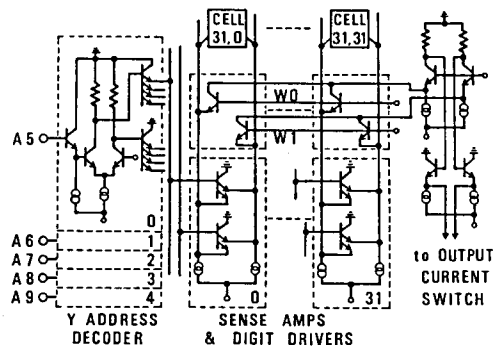 CELL
31,0
CELL
31,31
W0
W1
A5
0
A6
1
A7
2
A8
3
A9
4
0
31
Y ADDRESS
DECODER
SENSE AMPS
& DIGIT DRIVERS
to OUTPUT
CURRENT
SWITCH